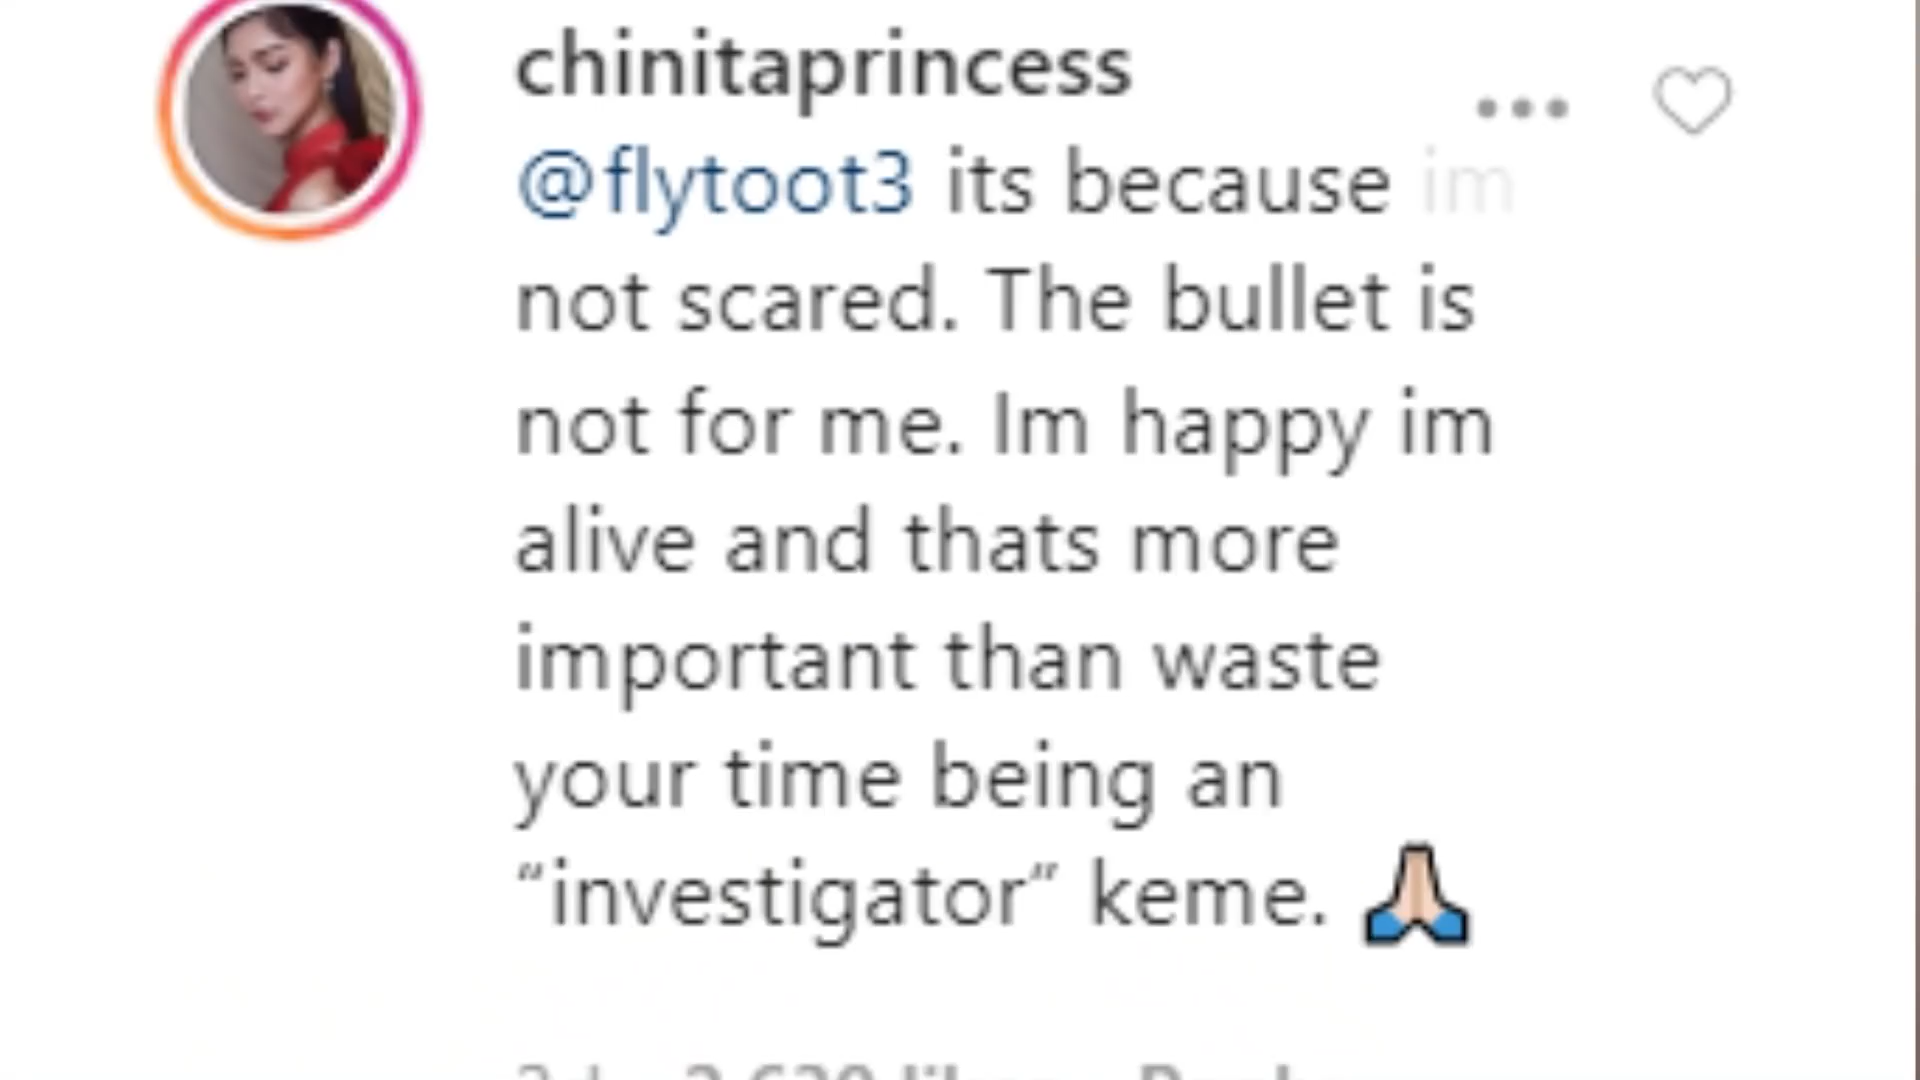 chinitaprincess
@flytoot3 its because im
not scared. The bullet is
not for me. Im happy im
alive and thats more
important than waste
your time being an
“investigator” keme. 🙏🏻